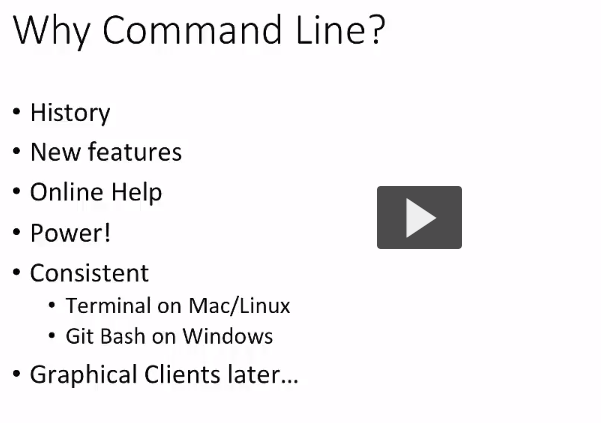 Why Command Line?
• History
• New features
• Online Help
• Power!
• Consistent
• Terminal on Mac/Linux
• Git Bash on Windows
• Graphical Clients later...